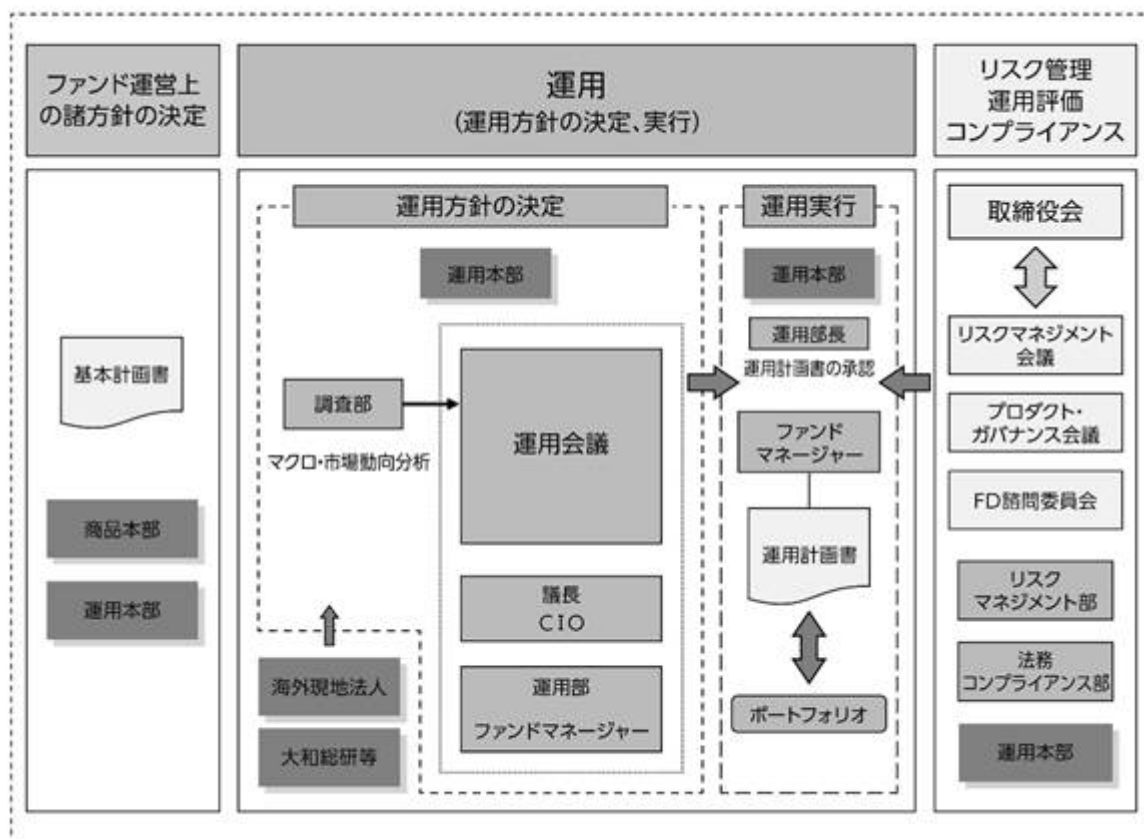 ファンド運営上
の諸方針の決定
運用
(運用方針の決定、実行)
リスク管理
運用評価
コンプライアンス
基本計画書
商品本部
運用本部
運用方針の決定
運用本部
調査部
マクロ・市場動向分析
運用会議
議長
CIO
運用部
ファンドマネージャー
海外現地法人
大和総研等
運用実行
運用本部
運用部長
運用計画書の承認
ファンド
マネージャー
運用計画書
ポートフォリオ
取締役会
リスクマネジメント
会議
プロダクト・
ガバナンス会議
FD諮問委員会
リスク
マネジメント部
法務
コンプライアンス部
運用本部